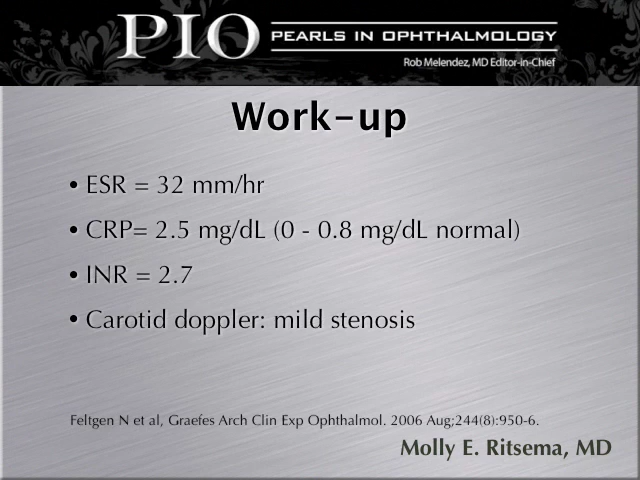 PIO PEARLS IN OPHTHALMOLOGY
Rob Melendez, MD Editor-in-Chief
Work-up
• ESR = 32 mm/hr
• CRP= 2.5 mg/dL (0 - 0.8 mg/dL normal)
• INR = 2.7
• Carotid doppler: mild stenosis
Feltgen N et al, Graefes Arch Clin Exp Ophthalmol. 2006 Aug;244(8):950-6.
Molly E. Ritsema, MD